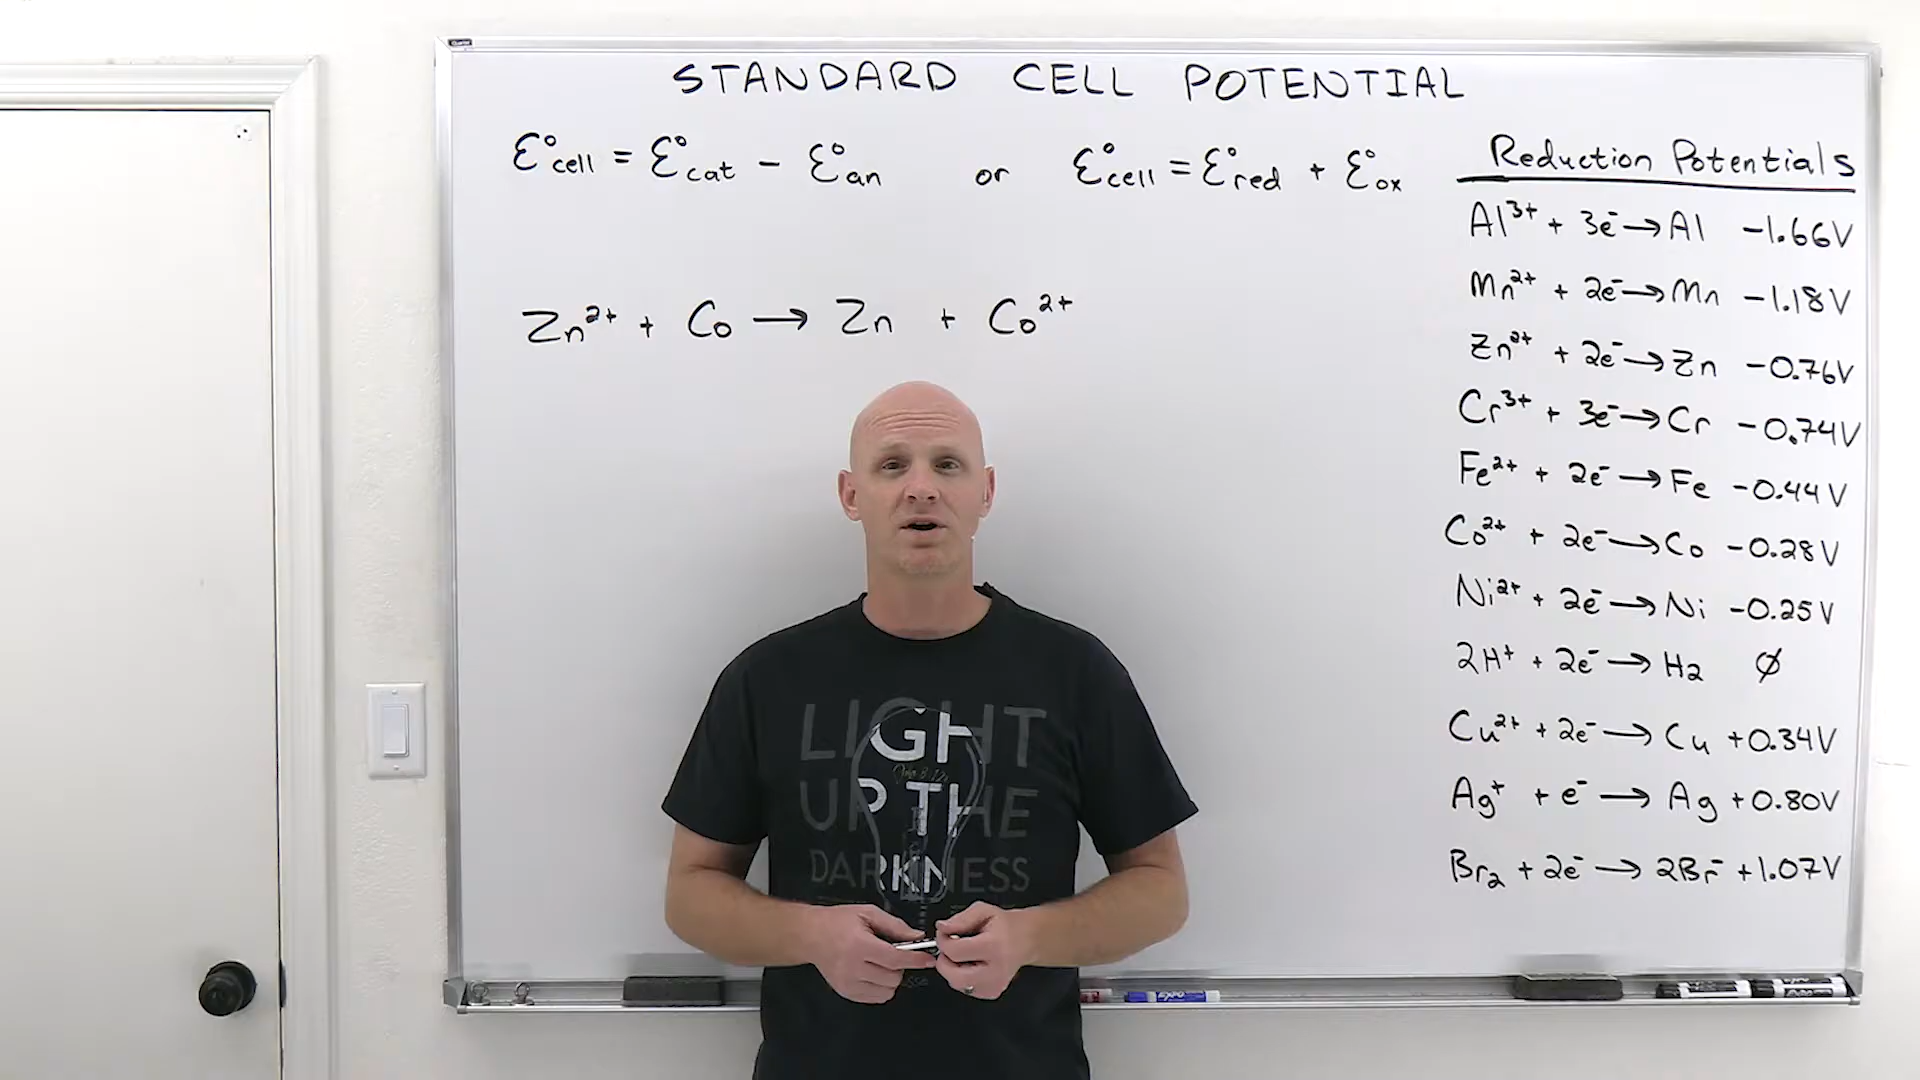 STANDARD CELL POTENTIAL
Ɛ°cell = Ɛ°cat - Ɛ°an or Ɛ°cell = Ɛ°red + Ɛ°ox
Zn²⁺ + Co → Zn + Co²⁺
Reduction Potentials
Al³⁺ + 3e⁻ → Al -1.66V
Mn²⁺ + 2e⁻ → Mn -1.18V
Zn²⁺ + 2e⁻ → Zn -0.76V
Cr³⁺ + 3e⁻ → Cr -0.74V
Fe²⁺ + 2e⁻ → Fe -0.44V
Co²⁺ + 2e⁻ → Co -0.28V
Ni²⁺ + 2e⁻ → Ni -0.25V
2H⁺ + 2e⁻ → H₂ Ø
Cu²⁺ + 2e⁻ → Cu +0.34V
Ag⁺ + e⁻ → Ag +0.80V
Br₂ + 2e⁻ → 2Br⁻ +1.07V
LIGHT
UP THE
DARKNESS
EXPO